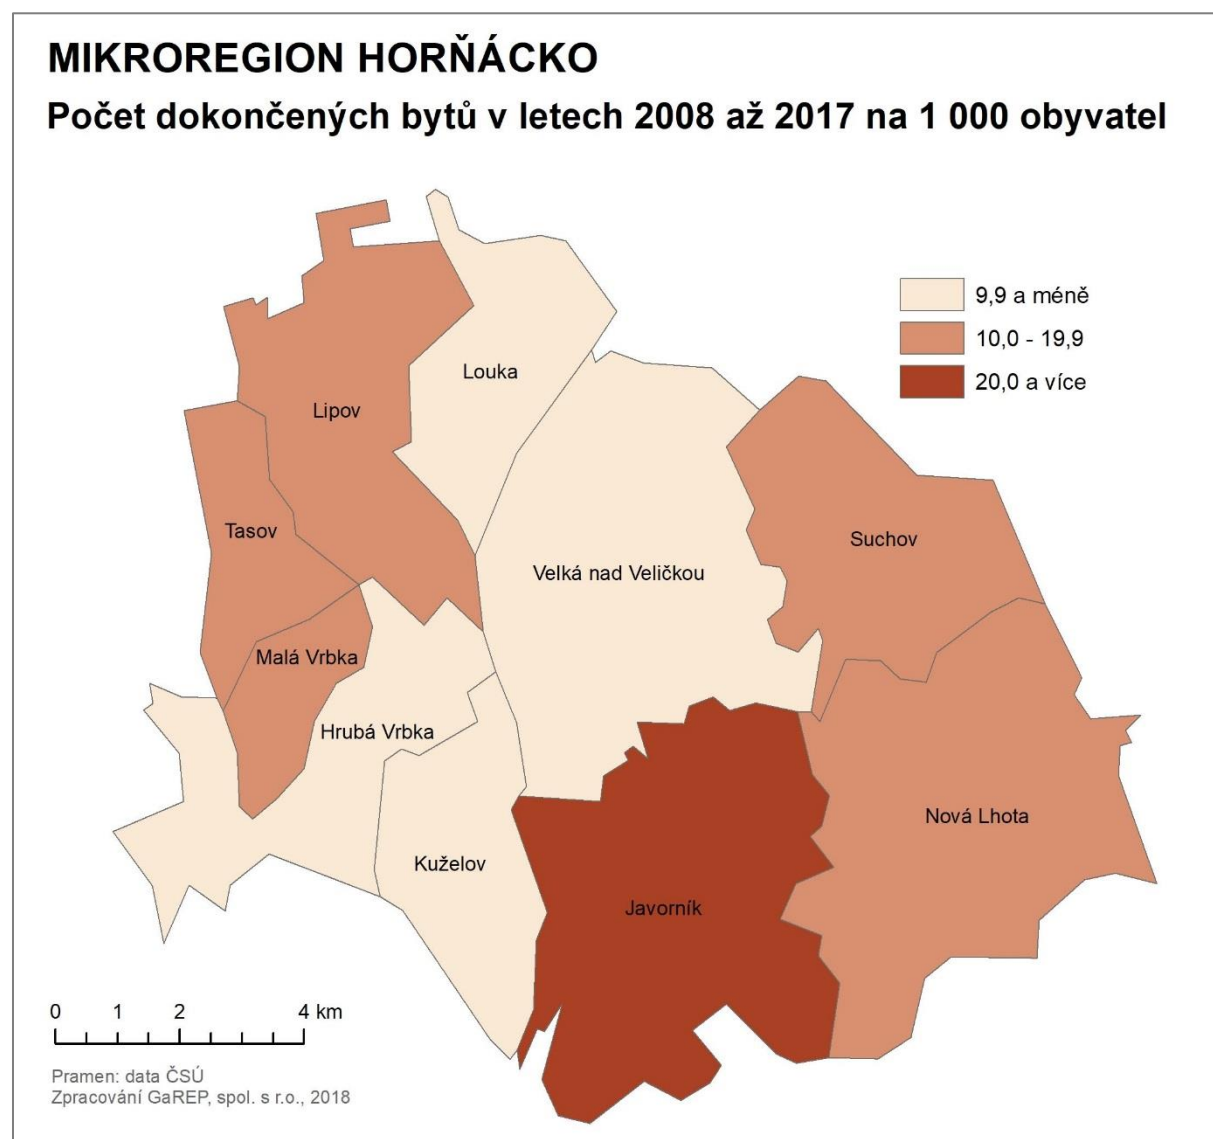 MIKROREGION HORŇÁCKO
Počet dokončených bytů v letech 2008 až 2017 na 1 000 obyvatel
9,9 a méně
10,0 - 19,9
20,0 a více
Louka
Lipov
Tasov
Suchov
Velká nad Veličkou
Malá Vrbka
Hrubá Vrbka
Nová Lhota
Kuželov
Javorník
0 1 2 4 km
Pramen: data ČSÚ
Zpracování GaREP, spol. s r.o., 2018